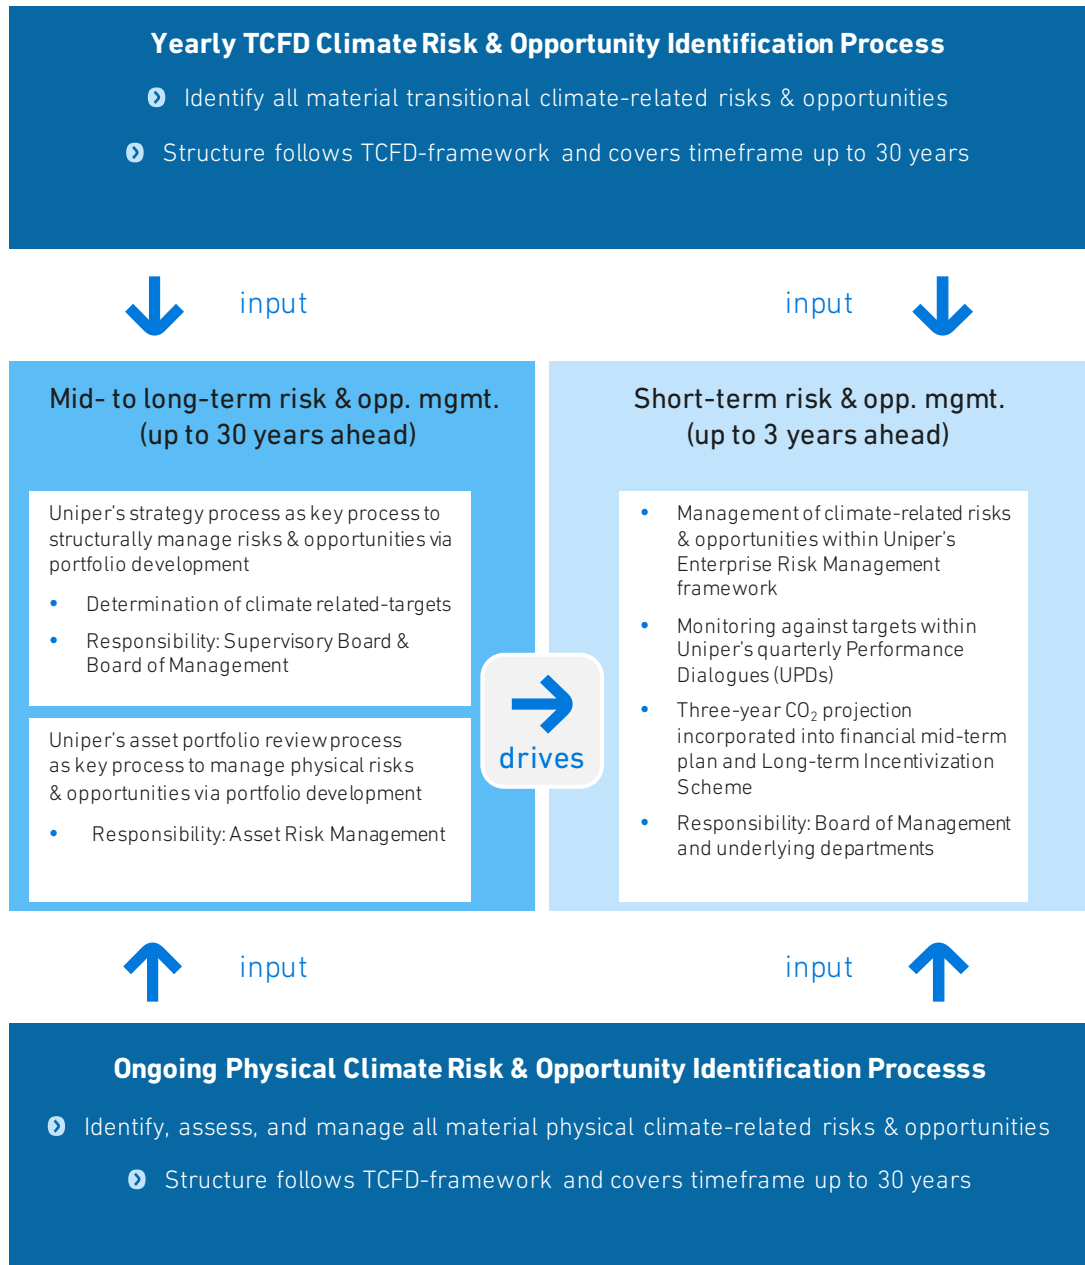 Yearly TCFD Climate Risk & Opportunity Identification Process
Identify all material transitional climate-related risks & opportunities
Structure follows TCFD-framework and covers timeframe up to 30 years
input
input
Mid- to long-term risk & opp. mgmt.
(up to 30 years ahead)
Uniper's strategy process as key process to
structurally manage risks & opportunities via
portfolio development
• Determination of climate related-targets
• Responsibility: Supervisory Board &
Board of Management
Uniper's asset portfolio review process
as key process to manage physical risks
& opportunities via portfolio development
• Responsibility: Asset Risk Management
drives
Short-term risk & opp. mgmt.
(up to 3 years ahead)
• Management of climate-related risks
& opportunities within Uniper's
Enterprise Risk Management
framework
• Monitoring against targets within
Uniper's quarterly Performance
Dialogues (UPDs)
• Three-year CO₂ projection
incorporated into financial mid-term
plan and Long-term Incentivization
Scheme
• Responsibility: Board of Management
and underlying departments
input
input
Ongoing Physical Climate Risk & Opportunity Identification Processs
Identify, assess, and manage all material physical climate-related risks & opportunities
Structure follows TCFD-framework and covers timeframe up to 30 years